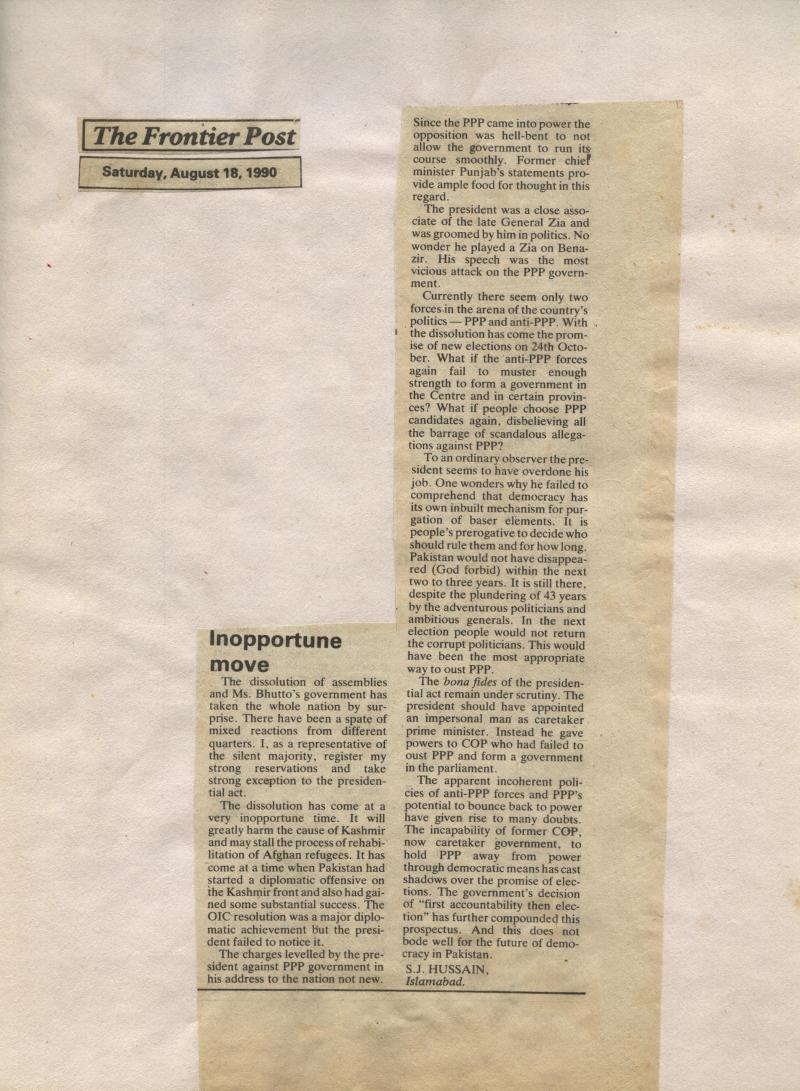 The Frontier Post
Saturday, August 18, 1990
Inopportune
move
The dissolution of assemblies
and Ms. Bhutto's government has
taken the whole nation by sur-
prise. There have been a spate of
mixed reactions from different
quarters. I, as a representative of
the silent majority, register my
strong reservations and take
strong exception to the presiden-
tial act.
The dissolution has come at a
very inopportune time. It will
greatly harm the cause of Kashmir
and may stall the process of rehabi-
litation of Afghan refugees. It has
come at a time when Pakistan had
started a diplomatic offensive on
the Kashmir front and also had gai-
ned some substantial success. The
OIC resolution was a major diplo-
matic achievement but the presi-
dent failed to notice it.
The charges levelled by the pre-
sident against PPP government in
his address to the nation not new.
Since the PPP came into power the
opposition was hell-bent to not
allow the government to run its
course smoothly. Former chief
minister Punjab's statements pro-
vide ample food for thought in this
regard.
The president was a close asso-
ciate of the late General Zia and
was groomed by him in politics. No
wonder he played a Zia on Bena-
zir. His speech was the most
vicious attack on the PPP govern-
ment.
Currently there seem only two
forces in the arena of the country's
politics — PPP and anti-PPP. With
the dissolution has come the prom-
ise of new elections on 24th Octo-
ber. What if the anti-PPP forces
again fail to muster enough
strength to form a government in
the Centre and in certain provin-
ces? What if people choose PPP
candidates again, disbelieving all
the barrage of scandalous allega-
tions against PPP?
To an ordinary observer the pre-
sident seems to have overdone his
job. One wonders why he failed to
comprehend that democracy has
its own inbuilt mechanism for pur-
gation of baser elements. It is
people's prerogative to decide who
should rule them and for how long.
Pakistan would not have disappea-
red (God forbid) within the next
two to three years. It is still there,
despite the plundering of 43 years
by the adventurous politicians and
ambitious generals. In the next
election people would not return
the corrupt politicians. This would
have been the most appropriate
way to oust PPP.
The bona fides of the presiden-
tial act remain under scrutiny. The
president should have appointed
an impersonal man as caretaker
prime minister. Instead he gave
powers to COP who had failed to
oust PPP and form a government
in the parliament.
The apparent incoherent poli-
cies of anti-PPP forces and PPP's
potential to bounce back to power
have given rise to many doubts.
The incapability of former COP,
now caretaker government, to
hold PPP away from power
through democratic means has cast
shadows over the promise of elec-
tions. The government's decision
of "first accountability then elec-
tion" has further compounded this
prospectus. And this does not
bode well for the future of demo-
cracy in Pakistan.
S.J. HUSSAIN,
Islamabad.